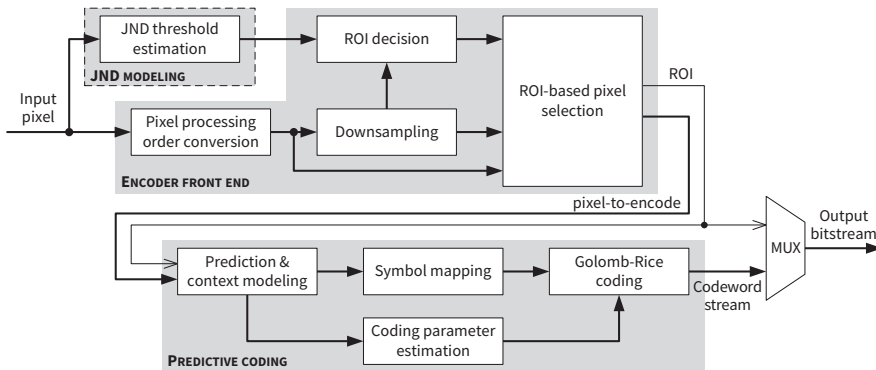 JND threshold
estimation
JND MODELING
ROI decision
ROI-based pixel
selection
ROI
Input
pixel
Pixel processing
order conversion
Downsampling
ENCODER FRONT END
pixel-to-encode
Prediction &
context modeling
Symbol mapping
Golomb-Rice
coding
MUX
Output
bitstream
Codeword
stream
Coding parameter
estimation
PREDICTIVE CODING